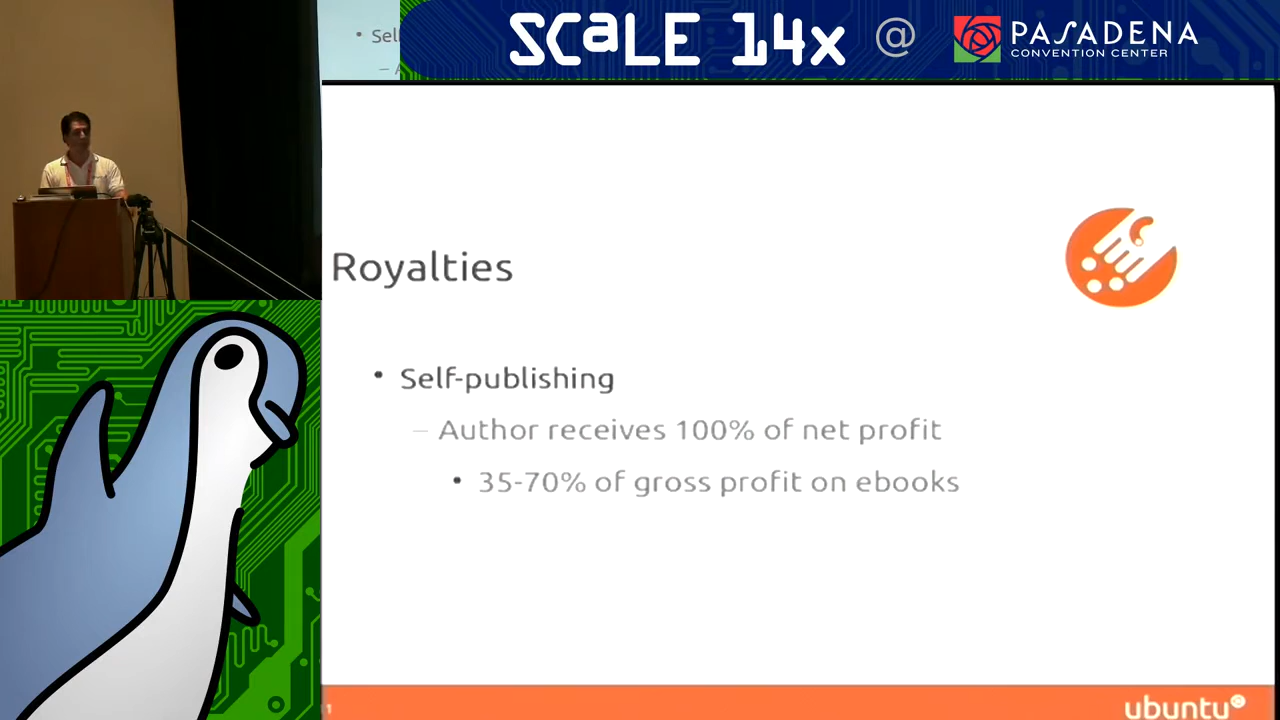 Sel
SCaLE 14x @ PASADENA
CONVENTION CENTER
Royalties
• Self-publishing
– Author receives 100% of net profit
• 35-70% of gross profit on ebooks
ubuntu